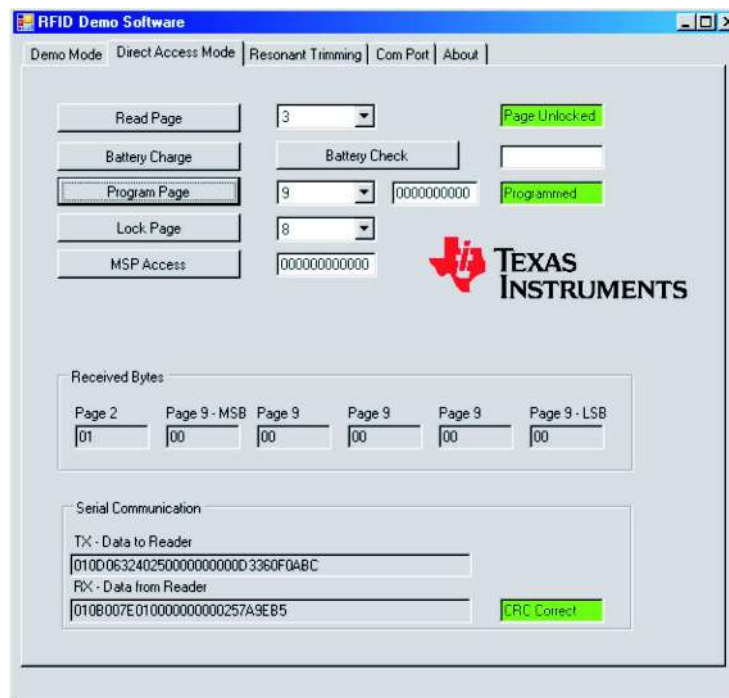 RFID Demo Software
Demo Mode Direct Access Mode Resonant Trimming Com Port About
Read Page 3 Page Unlocked
Battery Charge Battery Check
Program Page 9 0000000000 Programmed
Lock Page 8
MSP Access 000000000000
TEXAS
INSTRUMENTS
Received Bytes
Page 2 Page 9 - MSB Page 9 Page 9 Page 9 Page 9 - LSB
01 00 00 00 00 00
Serial Communication
TX - Data to Reader
010D063240250000000000D3360F0ABC
RX - Data from Reader
010B007E010000000000257A9EB5 CRC Correct